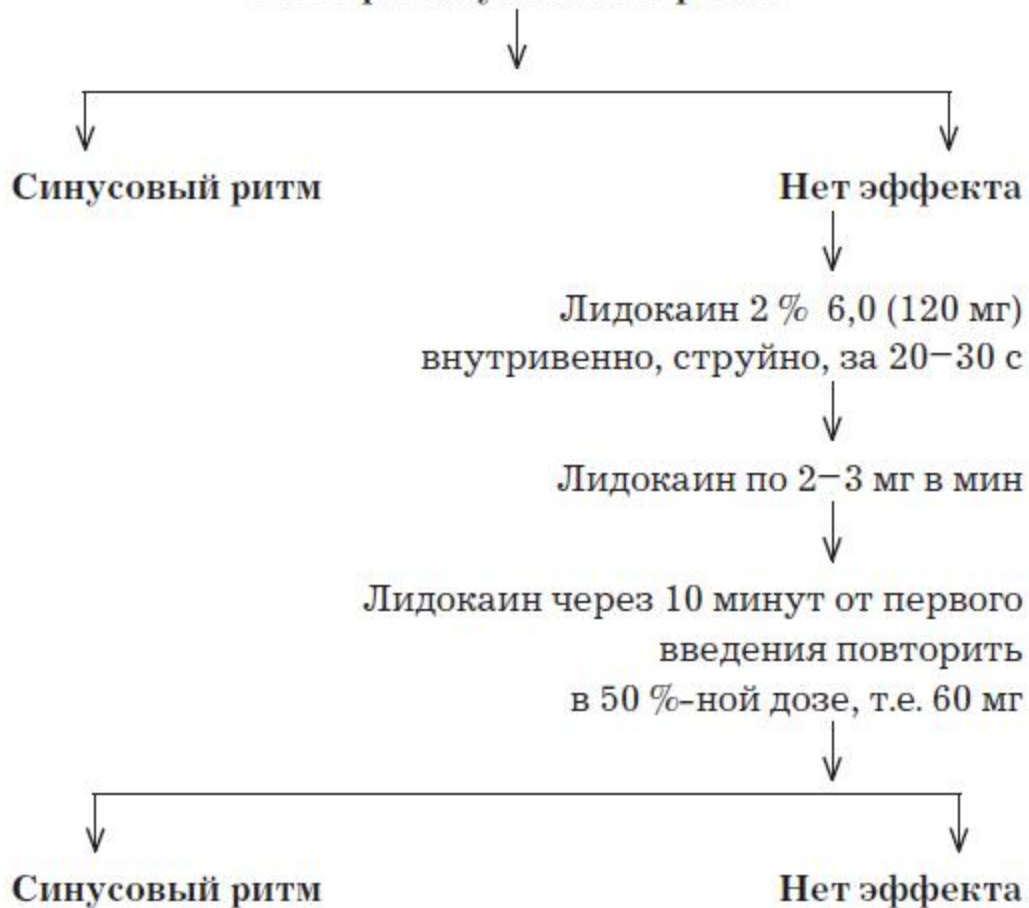 Синусовый ритм
Нет эффекта
Лидокаин 2 % 6,0 (120 мг)
внутривенно, струйно, за 20–30 с
Лидокаин по 2–3 мг в мин
Лидокаин через 10 минут от первого
введения повторить
в 50 %-ной дозе, т.е. 60 мг
Синусовый ритм
Нет эффекта